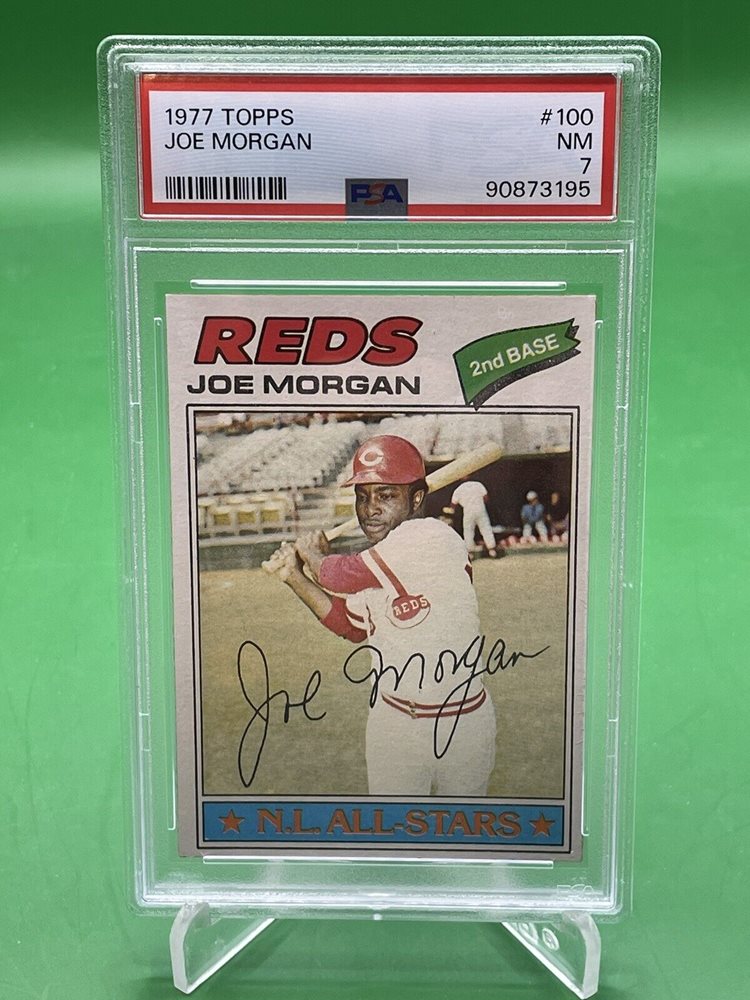 1977 TOPPS #100
JOE MORGAN NM
7
PSA 90873195
REDS
JOE MORGAN
2nd BASE
C
REDS
Joe Morgan
★ N.L. ALL-STARS ★
PSA